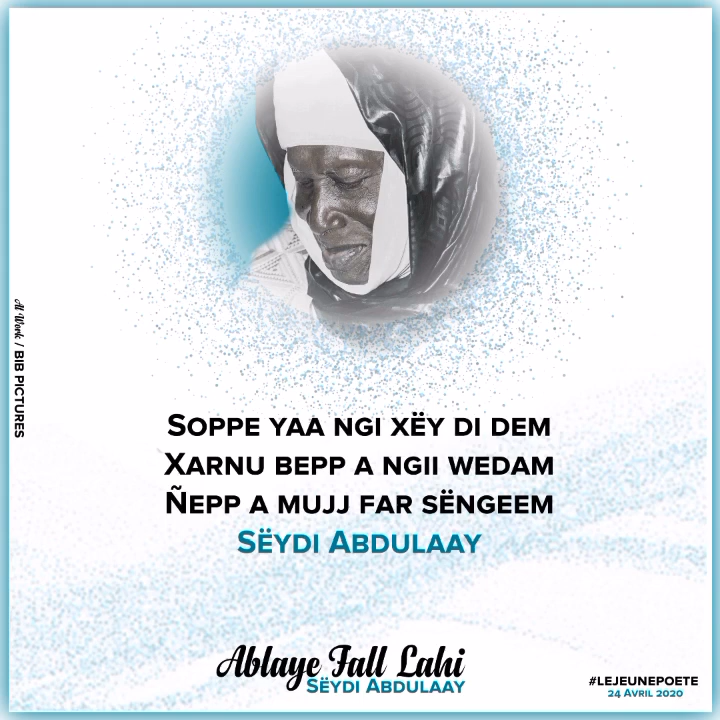 Al Work / BIB PICTURES
SOPPE YAA NGI XËY DI DEM
XARNU BEPP A NGII WEDAM
ÑEPP A MUJJ FAR SËNGEEM
SËYDI ABDULAAY
Ablaye Fall Lahi
SËYDI ABDULAAY
#LEJEUNEPOETE
24 AVRIL 2020